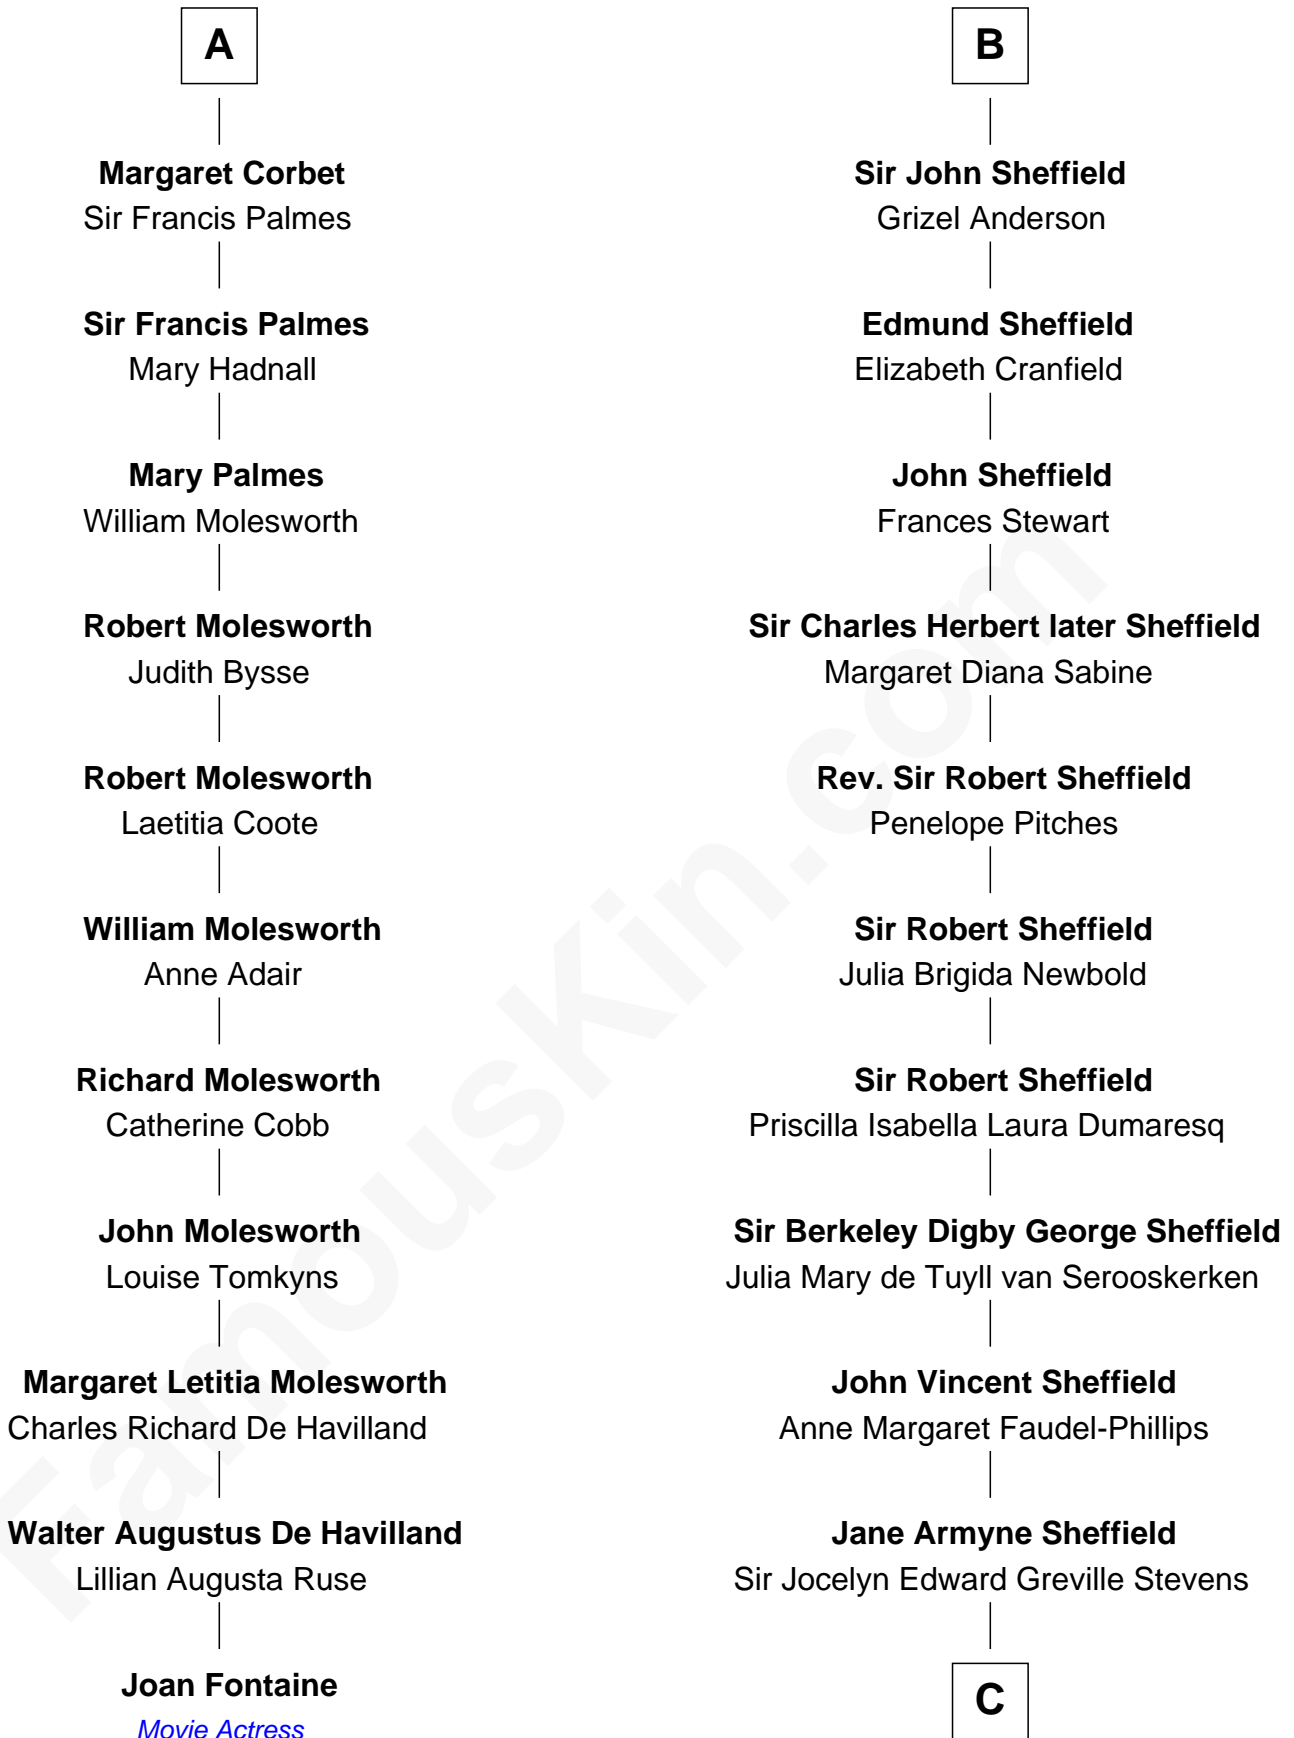 A
Margaret Corbet
Sir Francis Palmes
Sir Francis Palmes
Mary Hadnall
Mary Palmes
William Molesworth
Robert Molesworth
Judith Bysse
Robert Molesworth
Laetitia Coote
William Molesworth
Anne Adair
Richard Molesworth
Catherine Cobb
John Molesworth
Louise Tomkyns
Margaret Letitia Molesworth
Charles Richard De Havilland
Walter Augustus De Havilland
Lillian Augusta Ruse
Joan Fontaine
Movie Actress
B
Sir John Sheffield
Grizel Anderson
Edmund Sheffield
Elizabeth Cranfield
John Sheffield
Frances Stewart
Sir Charles Herbert later Sheffield
Margaret Diana Sabine
Rev. Sir Robert Sheffield
Penelope Pitches
Sir Robert Sheffield
Julia Brigida Newbold
Sir Robert Sheffield
Priscilla Isabella Laura Dumaresq
Sir Berkeley Digby George Sheffield
Julia Mary de Tuyll van Serooskerken
John Vincent Sheffield
Anne Margaret Faudel-Phillips
Jane Armyne Sheffield
Sir Jocelyn Edward Greville Stevens
C
FamousKin.com